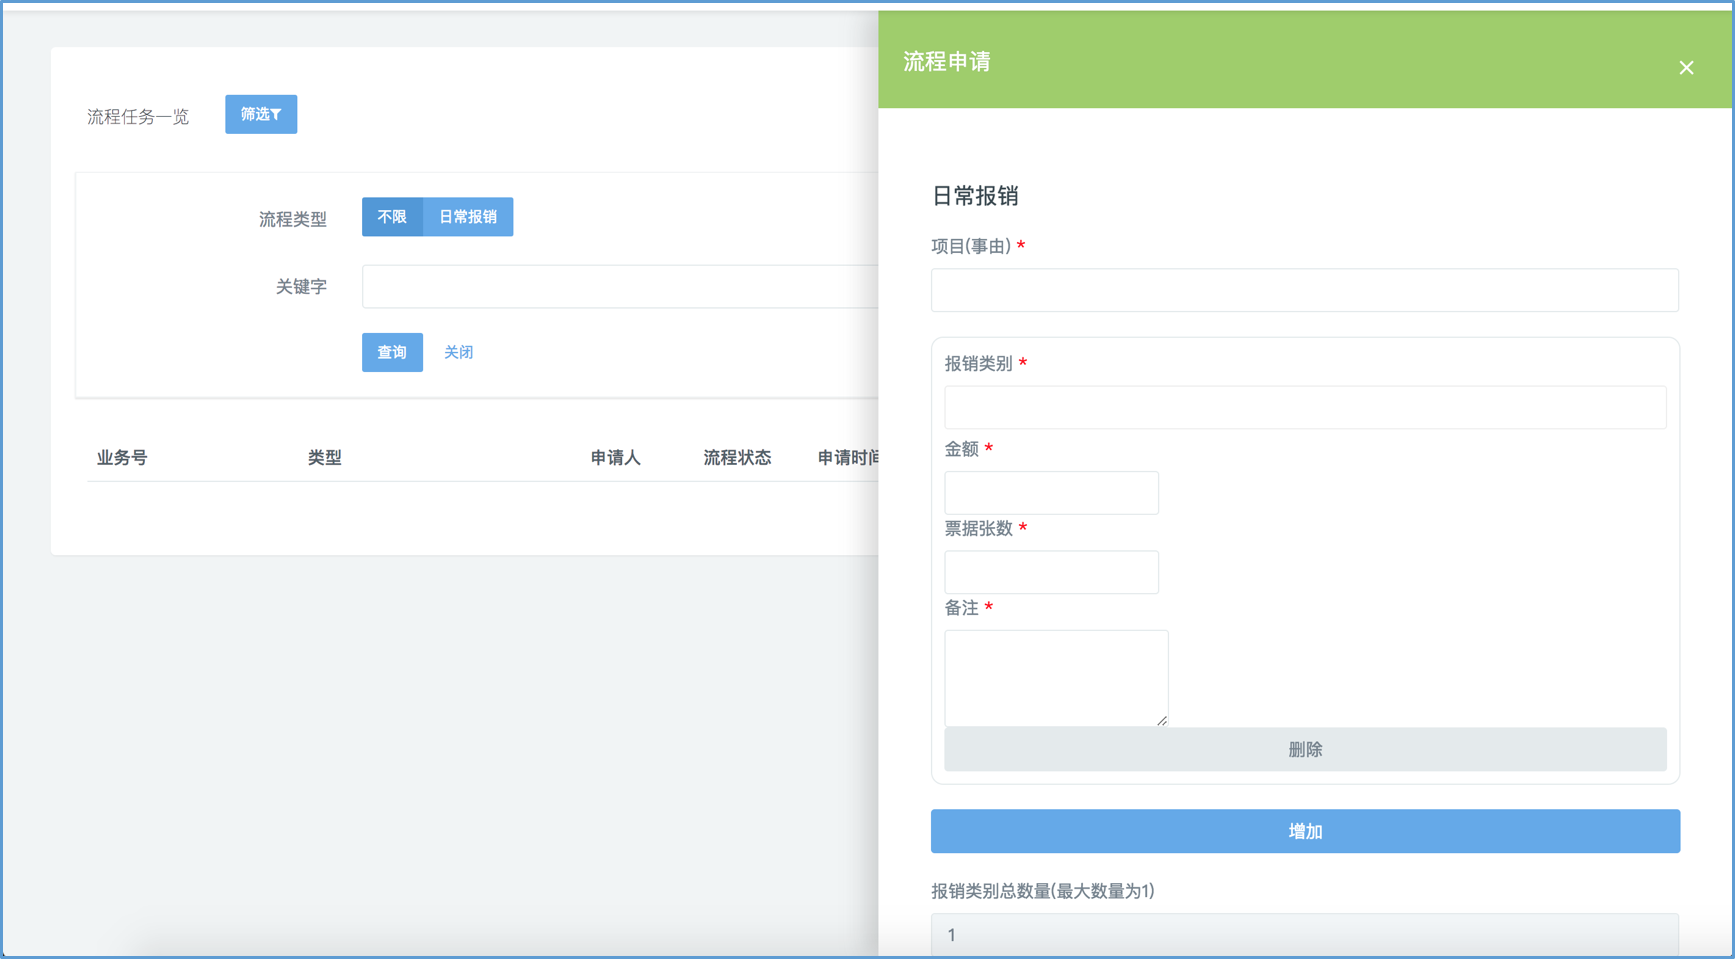 流程任务一览
筛选
流程类型
不限
日常报销
关键字
查询
关闭
业务号 类型 申请人 流程状态 申请时间
流程申请
日常报销
项目(事由) *
报销类别 *
金额 *
票据张数 *
备注 *
删除
增加
报销类别总数量(最大数量为1)
1